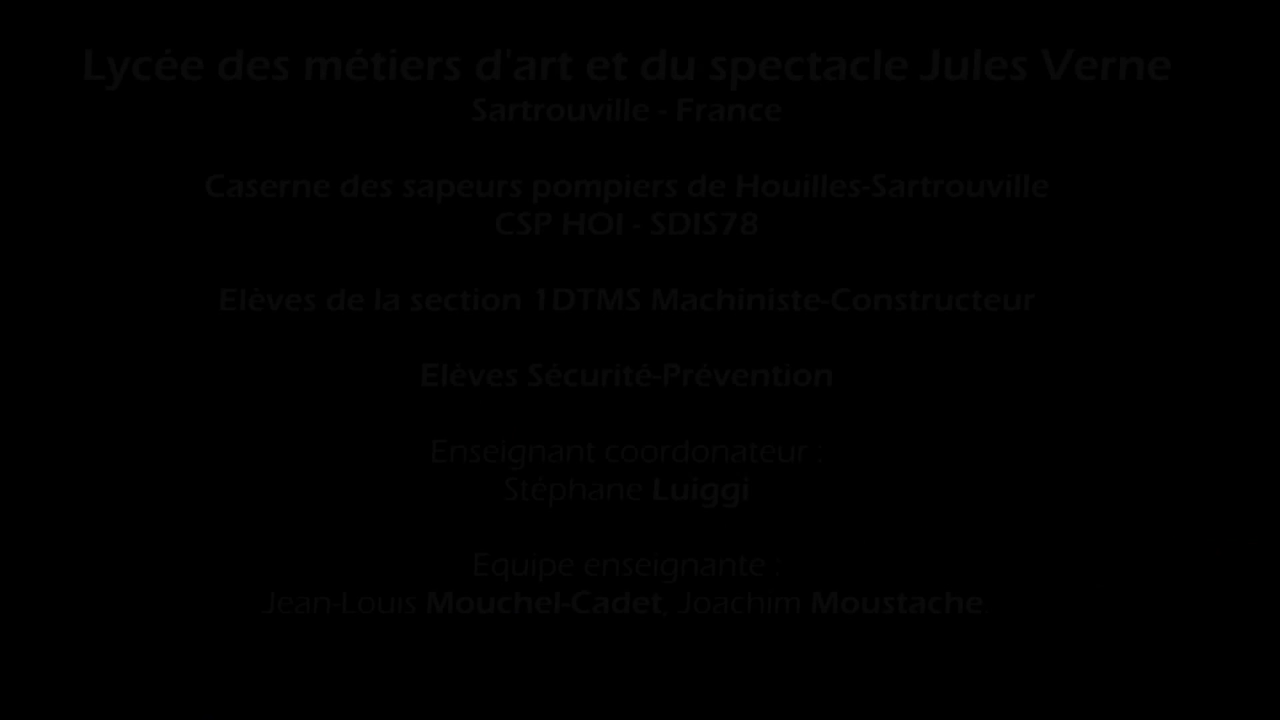 Lycée des métiers d'art et du spectacle Jules Verne
Sartrouville - France
Caserne des sapeurs pompiers de Houilles-Sartrouville
CSP HOI - SDIS78
Elèves de la section 1DTMS Machiniste-Constructeur
Elèves Sécurité-Prévention
Enseignant coordonateur :
Stéphane Luiggi
Equipe enseignante :
Jean-Louis Mouchel-Cadet, Joachim Moustache.